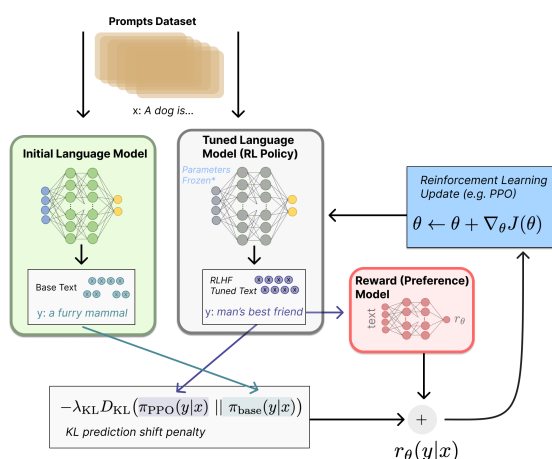 Prompts Dataset
x: A dog is...
Initial Language Model
Tuned Language
Model (RL Policy)
Parameters
Frozen*
Reinforcement Learning
Update (e.g. PPO)
θ ← θ + ∇θJ(θ)
Base Text
x x x x
x x x x
y: a furry mammal
RLHF
Tuned Text
x x x x
x x x x
y: man's best friend
Reward (Preference)
Model
text
rθ
−λKL DKL(πPPO(y|x) || πbase(y|x))
KL prediction shift penalty
+
rθ(y|x)